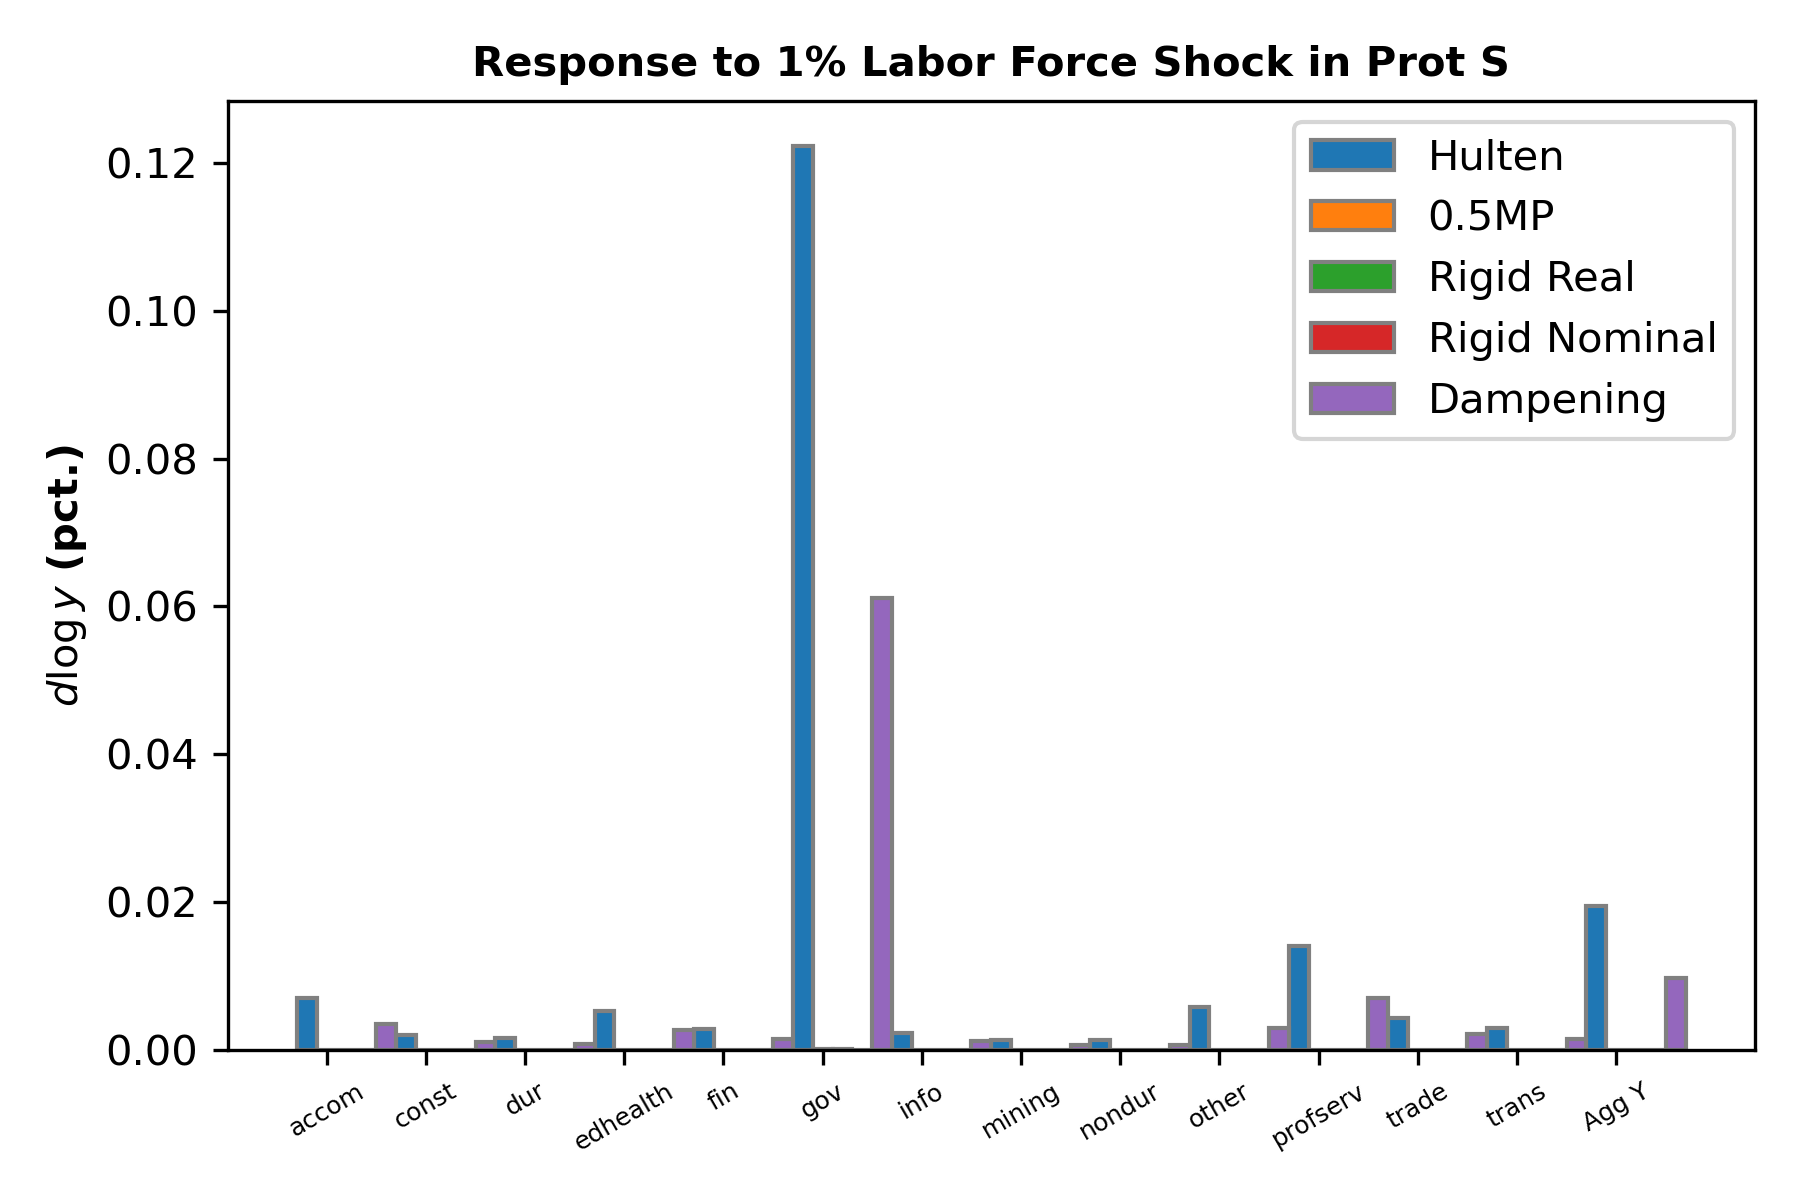 Response to 1% Labor Force Shock in Prot S
Hulten
0.5MP
Rigid Real
Rigid Nominal
Dampening
dlog y (pct.)
0.12
0.10
0.08
0.06
0.04
0.02
0.00
accom const dur edhealth fin gov info mining nondur other profserv trade trans Agg Y